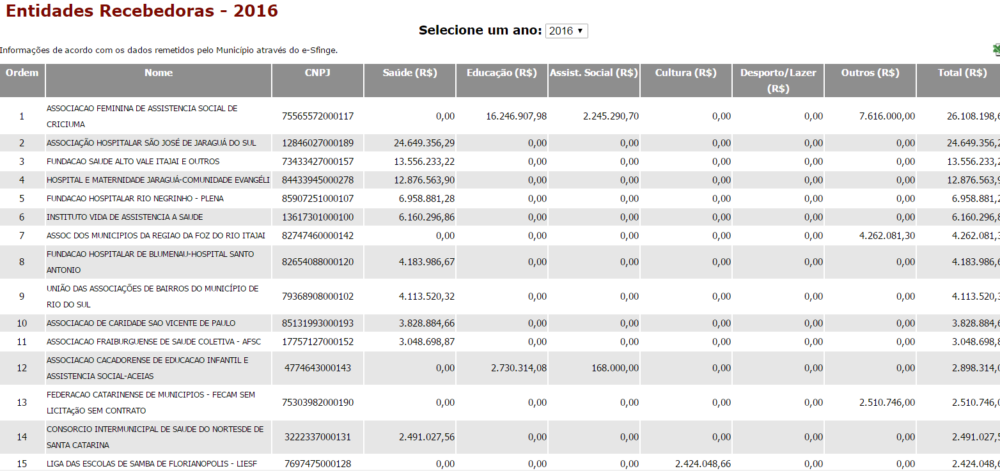 Entidades Recebedoras - 2016
Selecione um ano: 2016
Informações de acordo com os dados remetidos pelo Município através do e-Sfinge.
Ordem Nome CNPJ Saúde (R$) Educação (R$) Assist. Social (R$) Cultura (R$) Desporto/Lazer (R$) Outros (R$) Total (R$)
1 ASSOCIACAO FEMININA DE ASSISTENCIA SOCIAL DE CRICIUMA 75565572000117 0,00 16.246.907,98 2.245.290,70 0,00 0,00 7.616.000,00 26.108.198,6
2 ASSOCIAÇÃO HOSPITALAR SÃO JOSÉ DE JARAGUÁ DO SUL 12846027000189 24.649.356,29 0,00 0,00 0,00 0,00 0,00 24.649.356,2
3 FUNDACAO SAUDE ALTO VALE ITAJAI E OUTROS 73433427000157 13.556.233,22 0,00 0,00 0,00 0,00 0,00 13.556.233,2
4 HOSPITAL E MATERNIDADE JARAGUÁ-COMUNIDADE EVANGÉLI 84433945000278 12.876.563,90 0,00 0,00 0,00 0,00 0,00 12.876.563,9
5 FUNDACAO HOSPITALAR RIO NEGRINHO - PLENA 85907251000107 6.958.881,28 0,00 0,00 0,00 0,00 0,00 6.958.881,2
6 INSTITUTO VIDA DE ASSISTENCIA A SAUDE 13617301000100 6.160.296,86 0,00 0,00 0,00 0,00 0,00 6.160.296,8
7 ASSOC DOS MUNICIPIOS DA REGIAO DA FOZ DO RIO ITAJAI 82747460000142 0,00 0,00 0,00 0,00 0,00 4.262.081,30 4.262.081,3
8 FUNDACAO HOSPITALAR DE BLUMENAU-HOSPITAL SANTO ANTONIO 82654088000120 4.183.986,67 0,00 0,00 0,00 0,00 0,00 4.183.986,6
9 UNIÃO DAS ASSOCIAÇÕES DE BAIRROS DO MUNICÍPIO DE RIO DO SUL 79368908000102 4.113.520,32 0,00 0,00 0,00 0,00 0,00 4.113.520,3
10 ASSOCIACAO DE CARIDADE SAO VICENTE DE PAULO 85131993000193 3.828.884,66 0,00 0,00 0,00 0,00 0,00 3.828.884,6
11 ASSOCIACAO FRAIBURGUENSE DE SAUDE COLETIVA - AFSC 17757127000152 3.048.698,87 0,00 0,00 0,00 0,00 0,00 3.048.698,8
12 ASSOCIACAO CACADORENSE DE EDUCACAO INFANTIL E ASSISTENCIA SOCIAL-ACEIAS 4774643000143 0,00 2.730.314,08 168.000,00 0,00 0,00 0,00 2.898.314,0
13 FEDERACAO CATARINENSE DE MUNICIPIOS - FECAM SEM LICITAçãO SEM CONTRATO 75303982000190 0,00 0,00 0,00 0,00 0,00 2.510.746,00 2.510.746,0
14 CONSORCIO INTERMUNICIPAL DE SAUDE DO NORTESDE DE SANTA CATARINA 3222337000131 2.491.027,56 0,00 0,00 0,00 0,00 0,00 2.491.027,5
15 LIGA DAS ESCOLAS DE SAMBA DE FLORIANOPOLIS - LIESF 7697475000128 0,00 0,00 0,00 2.424.048,66 0,00 0,00 2.424.048,6